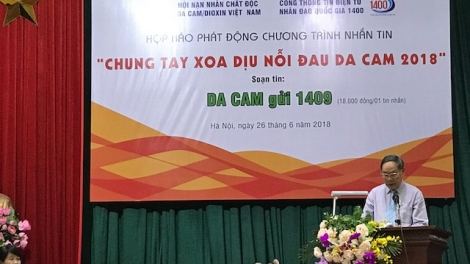 HỘI NẠN NHÂN CHẤT ĐỘC
DA CAM/DIOXIN VIỆT NAM
CỔNG THÔNG TIN ĐIỆN TỬ
NHÂN ĐẠO QUỐC GIA 1400
1400
HỌP BÁO PHÁT ĐỘNG CHƯƠNG TRÌNH NHẮN TIN
"CHUNG TAY XOA DỊU NỖI ĐAU DA CAM 2018"
Soạn tin:
DA CAM gửi 1409 (18.000 đồng/01 tin nhắn)
Hà Nội, ngày 26 tháng 6 năm 2018